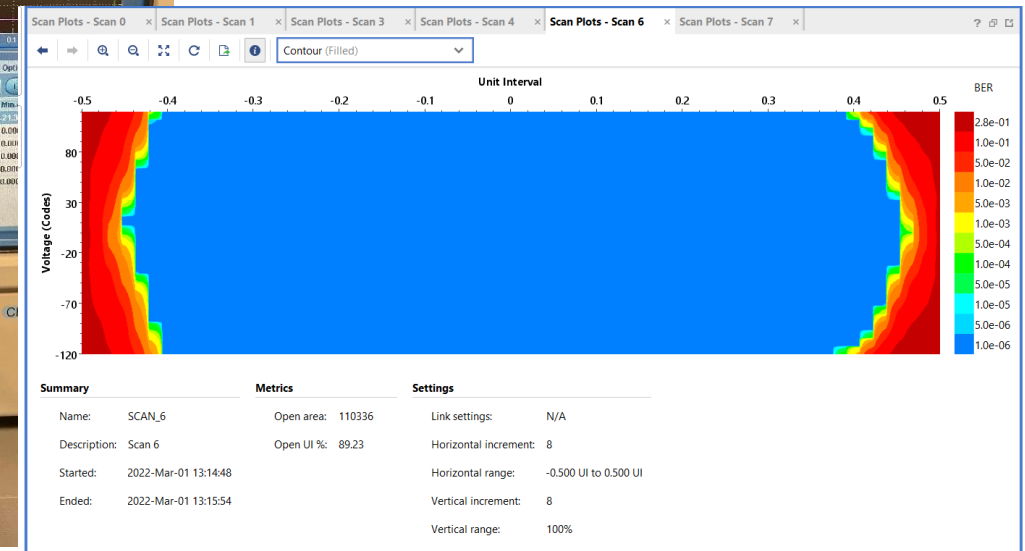 Scan Plots - Scan 0 × Scan Plots - Scan 1 × Scan Plots - Scan 3 × Scan Plots - Scan 4 × Scan Plots - Scan 6 × Scan Plots - Scan 7 × ?
Contour (Filled)
Unit Interval
BER
-0.5 -0.4 -0.3 -0.2 -0.1 0 0.1 0.2 0.3 0.4 0.5
Voltage (Codes)
80
30
-20
-70
-120
2.8e-01
1.0e-01
5.0e-02
1.0e-02
5.0e-03
1.0e-03
5.0e-04
1.0e-04
5.0e-05
1.0e-05
5.0e-06
1.0e-06
Summary
Name: SCAN_6
Description: Scan 6
Started: 2022-Mar-01 13:14:48
Ended: 2022-Mar-01 13:15:54
Metrics
Open area: 110336
Open UI %: 89.23
Settings
Link settings: N/A
Horizontal increment: 8
Horizontal range: -0.500 UI to 0.500 UI
Vertical increment: 8
Vertical range: 100%